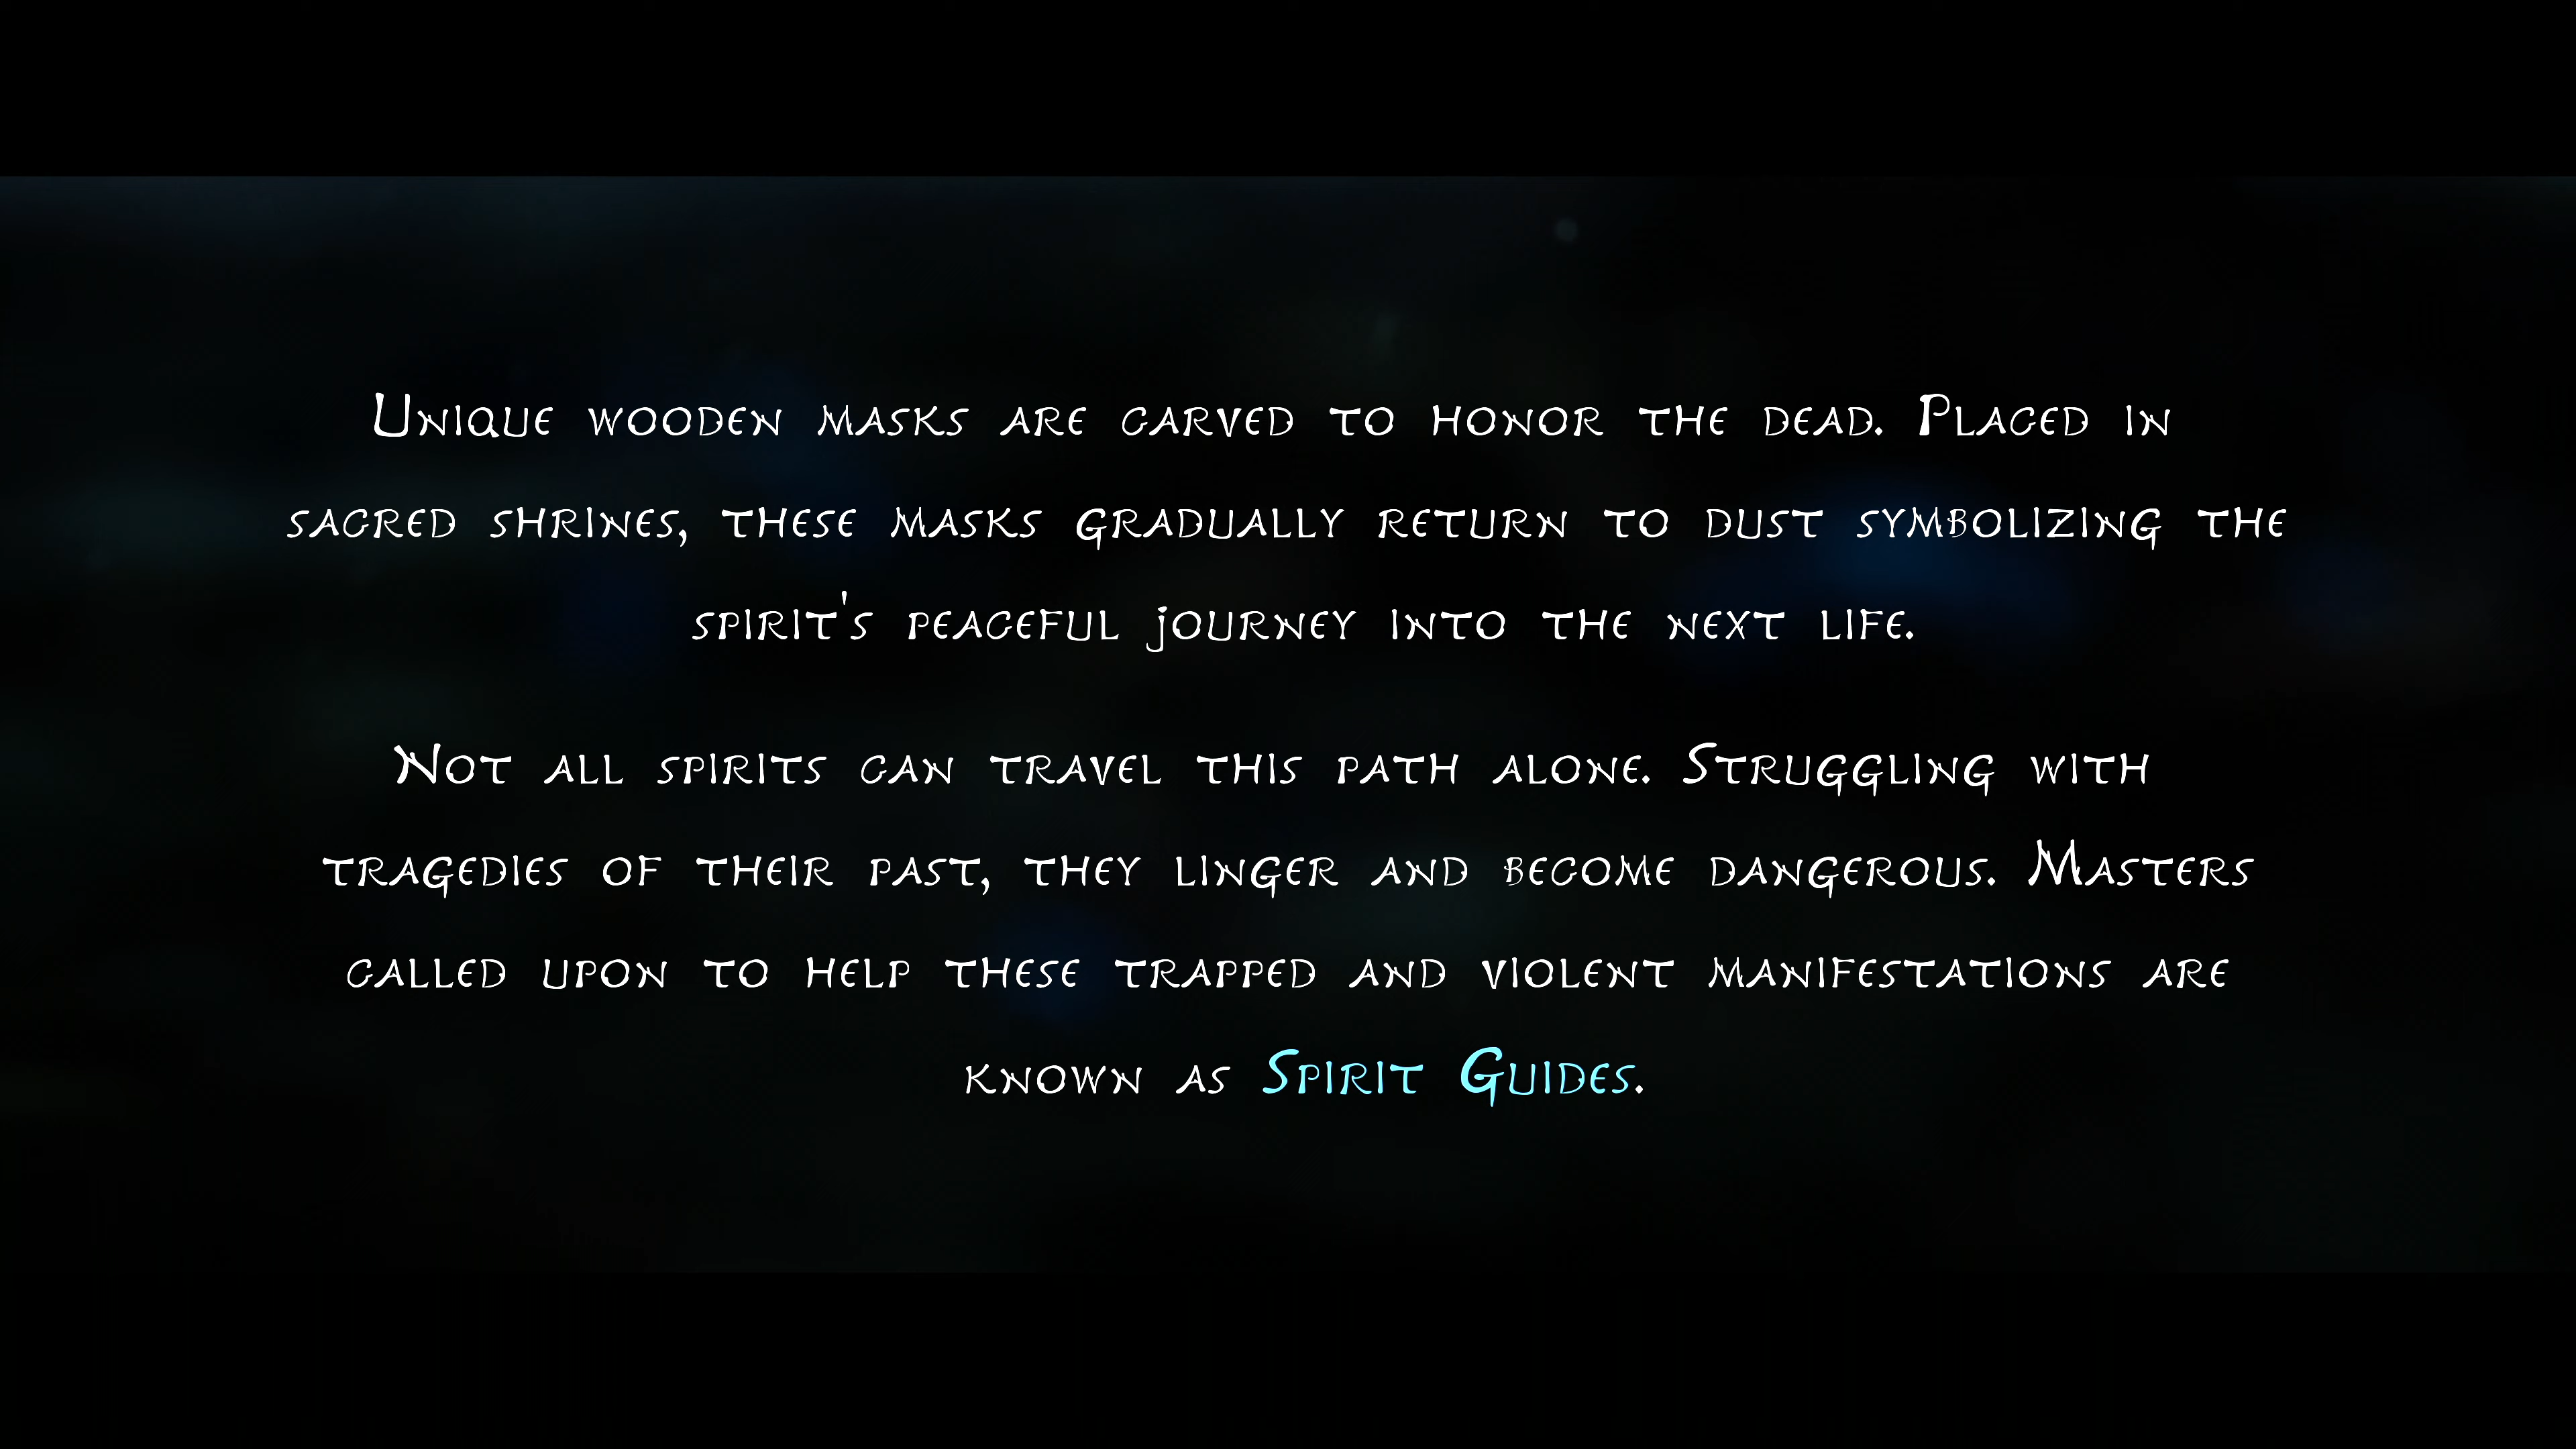 Unique wooden masks are carved to honor the dead. Placed in
sacred shrines, these masks gradually return to dust symbolizing the
spirit's peaceful journey into the next life.
Not all spirits can travel this path alone. Struggling with
tragedies of their past, they linger and become dangerous. Masters
called upon to help these trapped and violent manifestations are
known as Spirit Guides.